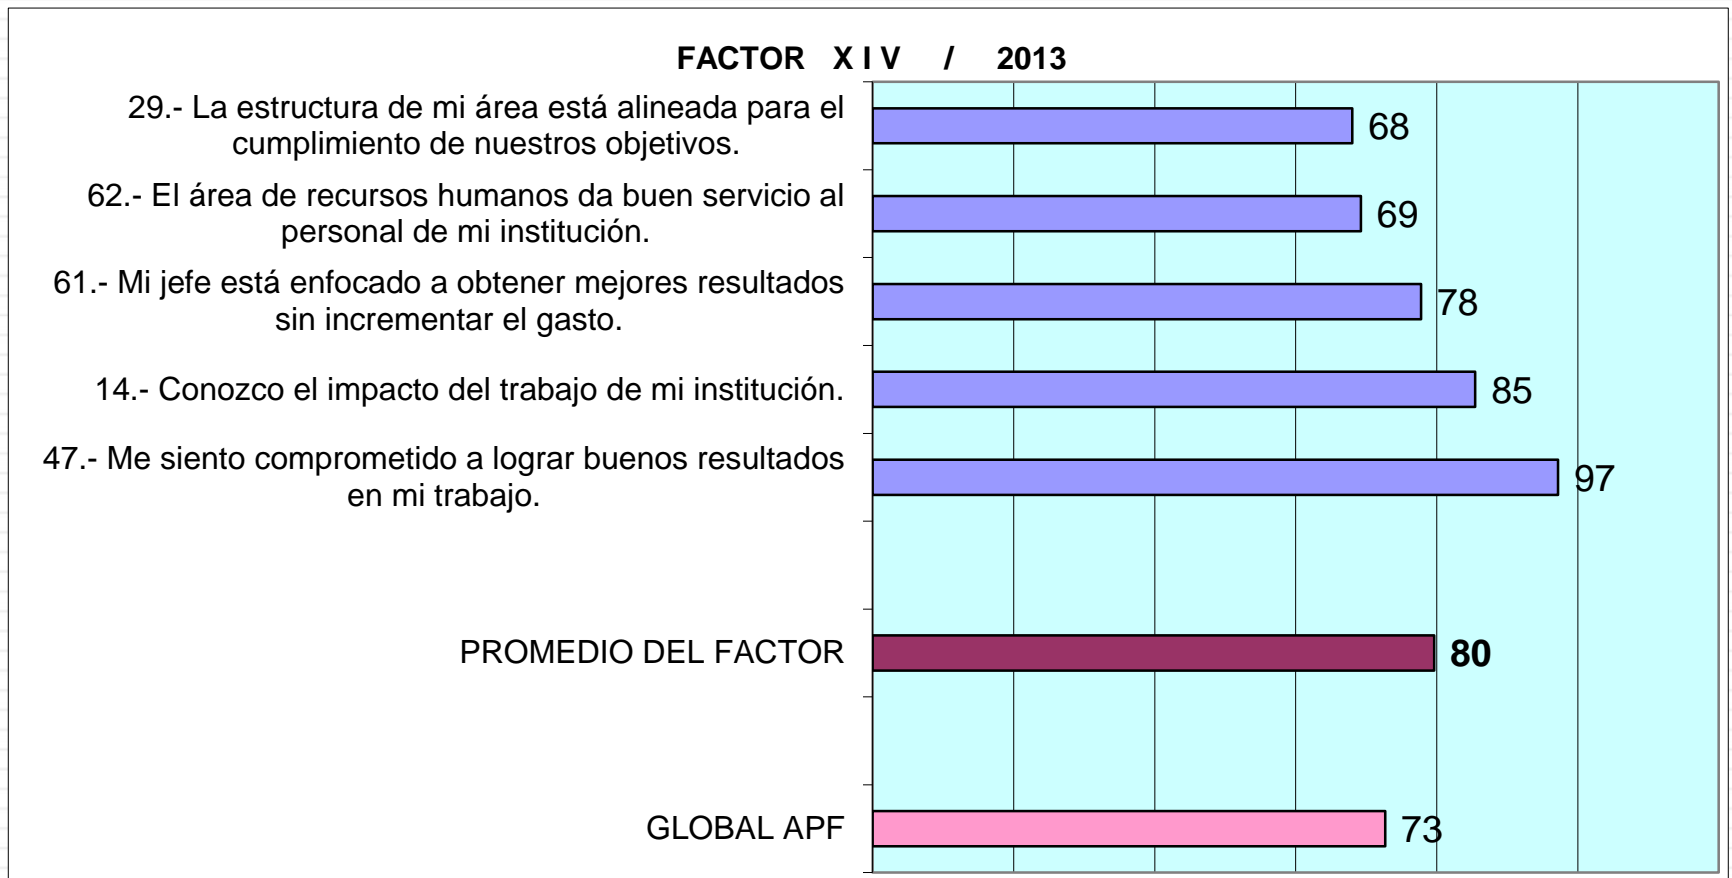 FACTOR X I V / 2013
29.- La estructura de mi área está alineada para el
cumplimiento de nuestros objetivos.
68
62.- El área de recursos humanos da buen servicio al
personal de mi institución.
69
61.- Mi jefe está enfocado a obtener mejores resultados
sin incrementar el gasto.
78
14.- Conozco el impacto del trabajo de mi institución.
85
47.- Me siento comprometido a lograr buenos resultados
en mi trabajo.
97
PROMEDIO DEL FACTOR
80
GLOBAL APF
73